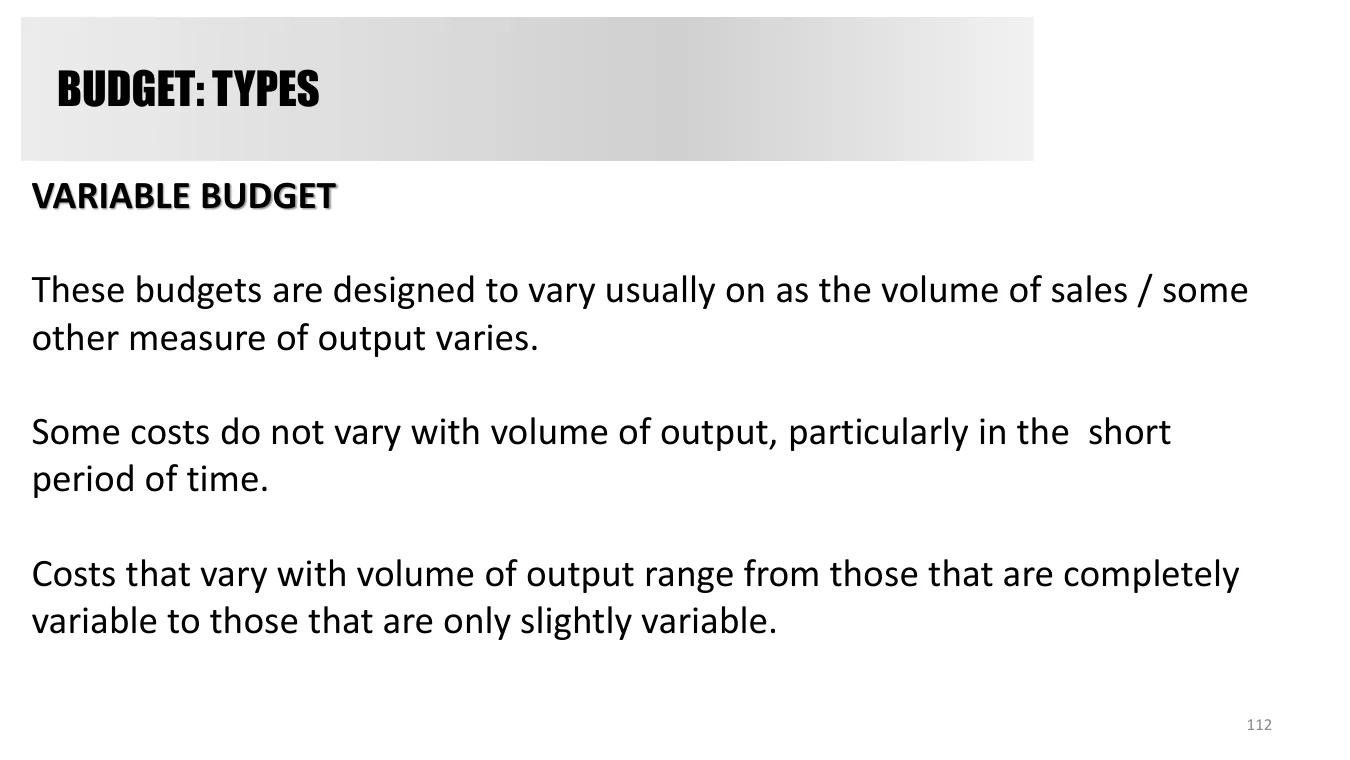 BUDGET: TYPES
VARIABLE BUDGET
These budgets are designed to vary usually on as the volume of sales / some
other measure of output varies.
Some costs do not vary with volume of output, particularly in the  short
period of time.
Costs that vary with volume of output range from those that are completely
variable to those that are only slightly variable.
112